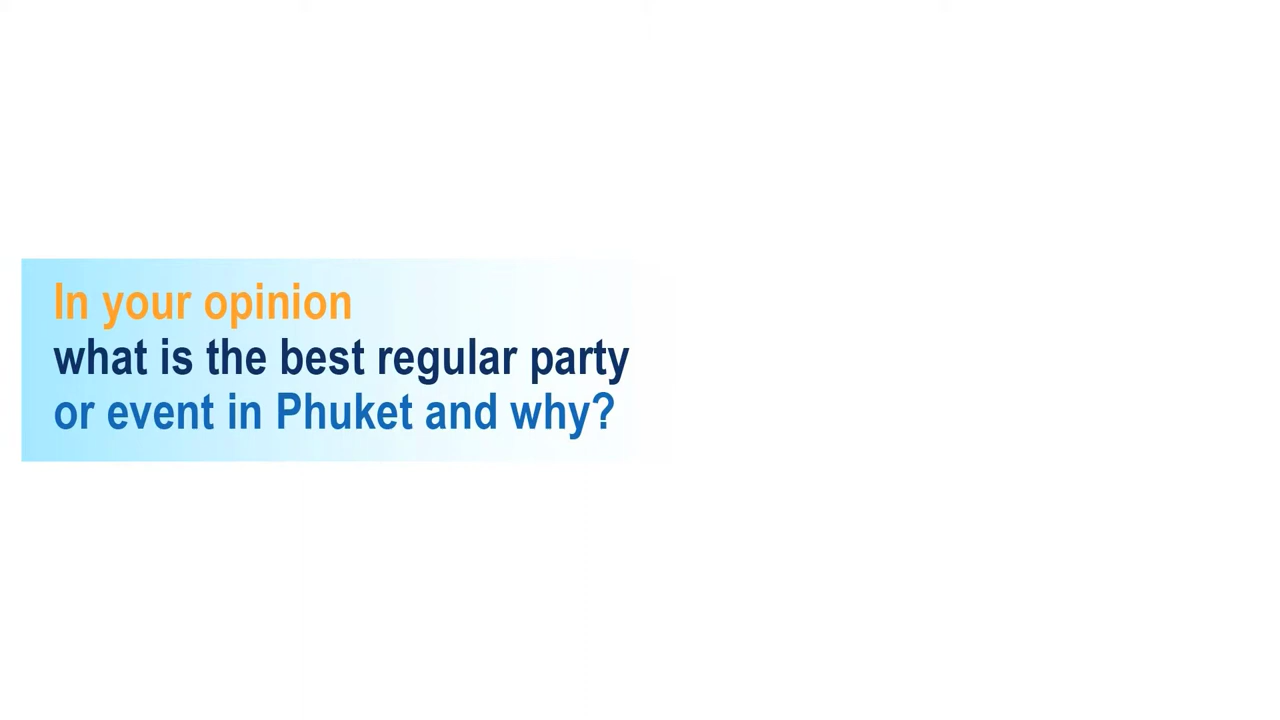 In your opinion
what is the best regular party
or event in Phuket and why?